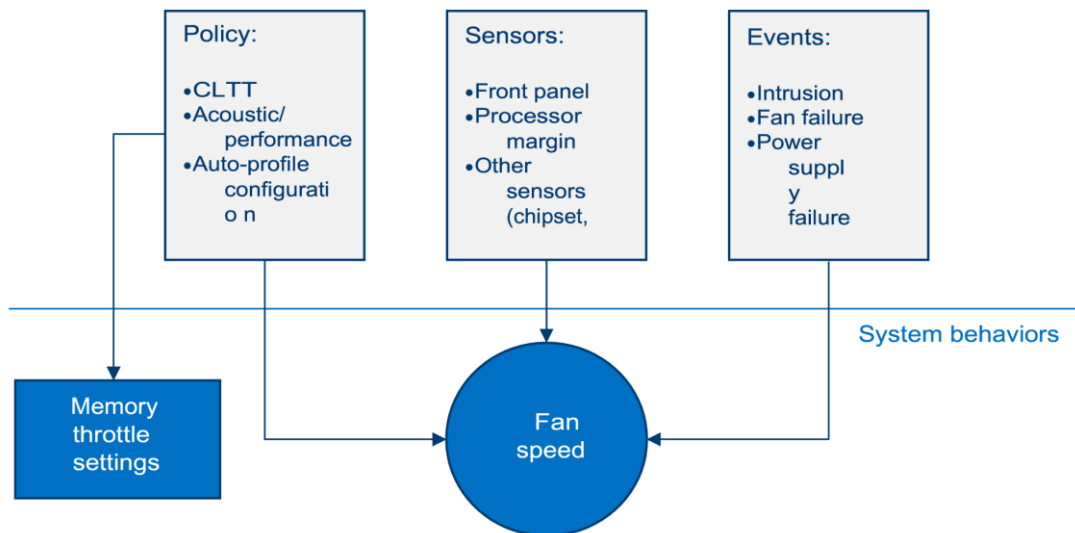 Policy:
•CLTT
•Acoustic/
performance
•Auto-profile
configurati
o n
Sensors:
•Front panel
•Processor
margin
•Other
sensors
(chipset,
Events:
•Intrusion
•Fan failure
•Power
suppl
y
failure
System behaviors
Memory
throttle
settings
Fan
speed